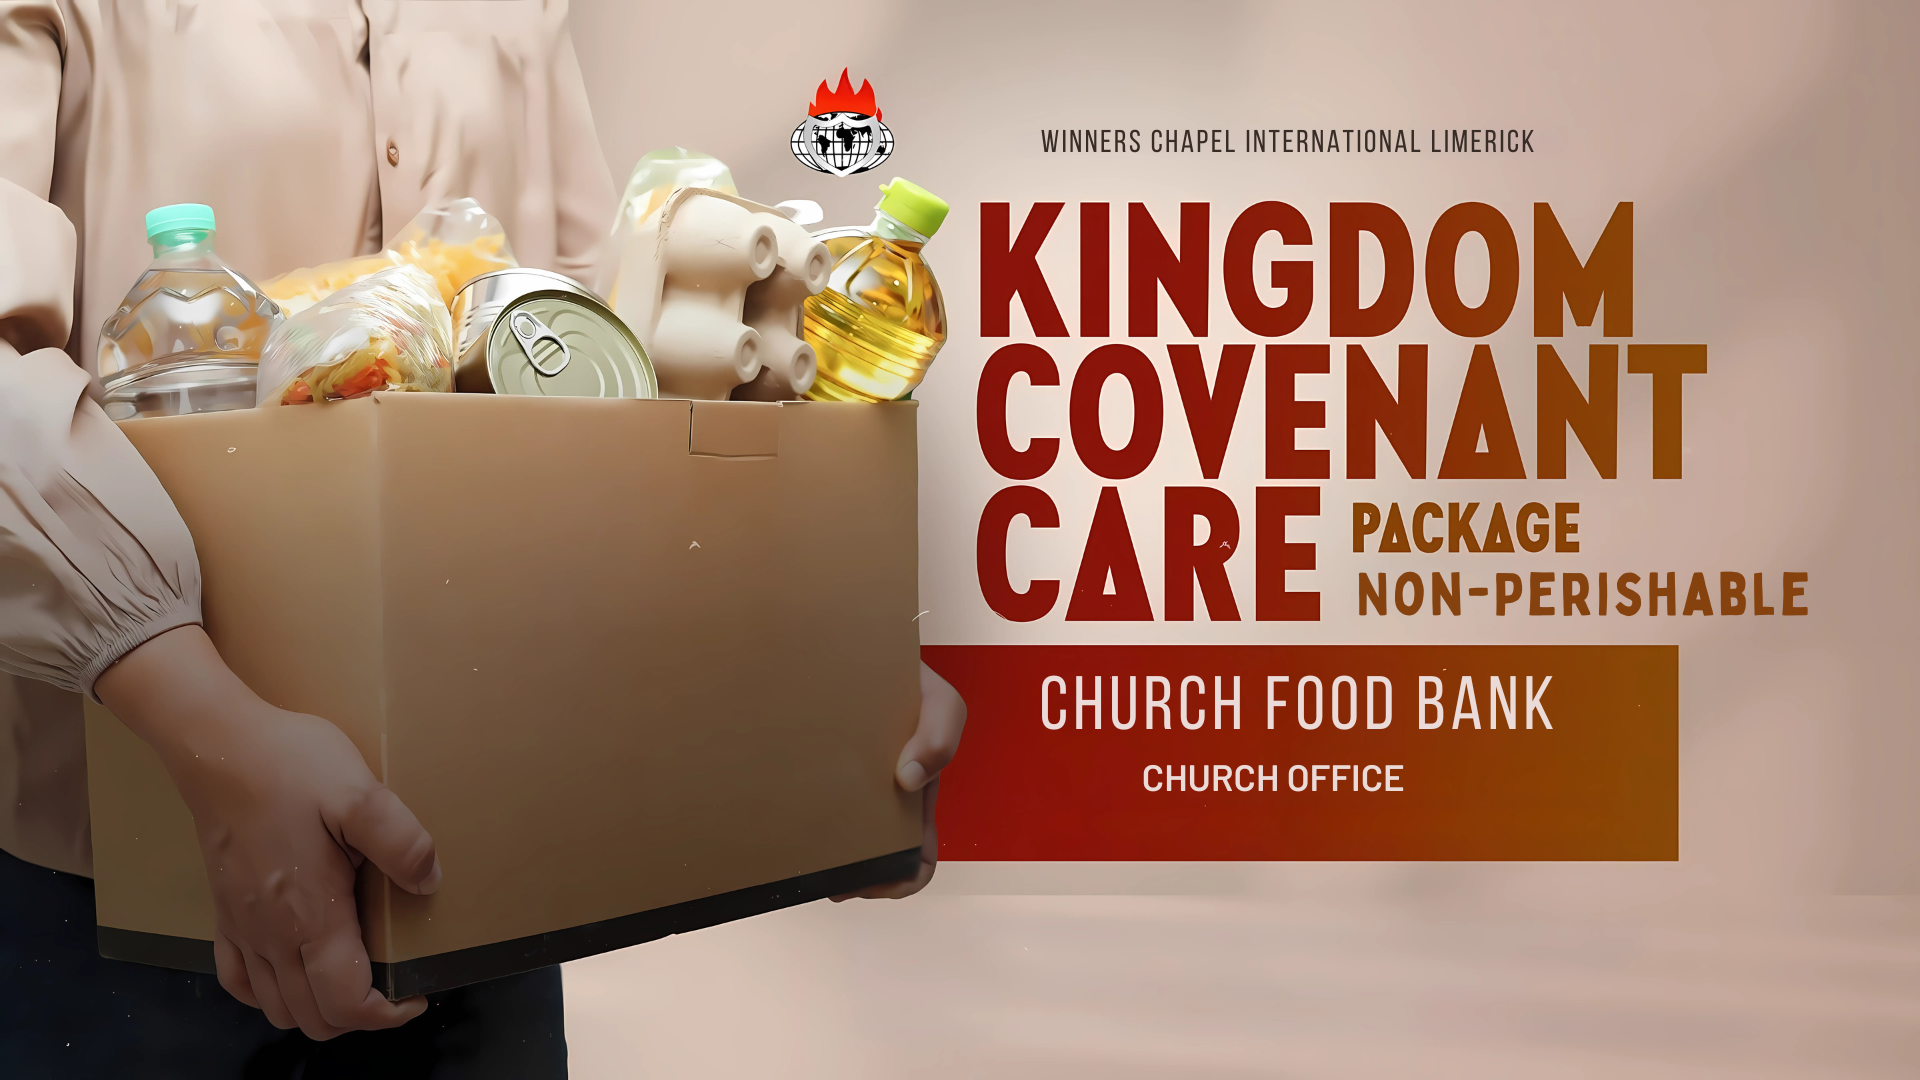 WINNERS CHAPEL INTERNATIONAL LIMERICK
KINGDOM
COVENANT
CARE PACKAGE
NON-PERISHABLE
CHURCH FOOD BANK
CHURCH OFFICE